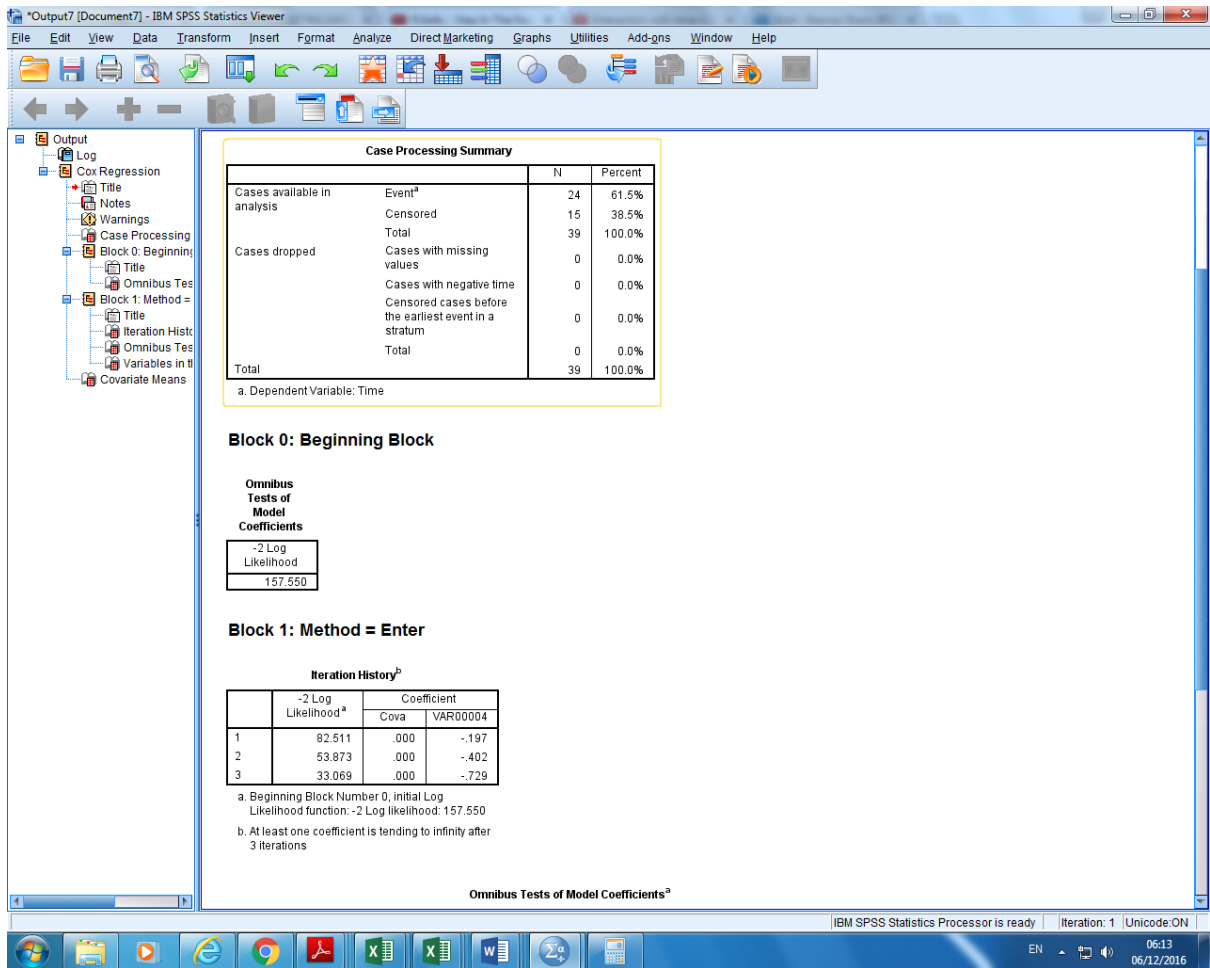 *Output7 [Document7] - IBM SPSS Statistics Viewer
File Edit View Data Transform Insert Format Analyze Direct Marketing Graphs Utilities Add-ons Window Help
Output
Log
Cox Regression
Title
Notes
Warnings
Case Processing
Block 0: Beginning
Title
Omnibus Tes
Block 1: Method =
Title
Iteration Histo
Omnibus Tes
Variables in tl
Covariate Means
Case Processing Summary
N Percent
Cases available in analysis Eventa 24 61.5%
Censored 15 38.5%
Total 39 100.0%
Cases dropped Cases with missing
values 0 0.0%
Cases with negative time 0 0.0%
Censored cases before
the earliest event in a
stratum 0 0.0%
Total 0 0.0%
Total 39 100.0%
a. Dependent Variable: Time
Block 0: Beginning Block
Omnibus
Tests of
Model
Coefficients
-2 Log
Likelihood
157.550
Block 1: Method = Enter
Iteration Historyb
-2 Log
Likelihooda Coefficient
Cova VAR00004
1 82.511 .000 -.197
2 53.873 .000 -.402
3 33.069 .000 -.729
a. Beginning Block Number 0, initial Log
Likelihood function: -2 Log likelihood: 157.550
b. At least one coefficient is tending to infinity after
3 iterations
Omnibus Tests of Model Coefficientsa
IBM SPSS Statistics Processor is ready Iteration: 1 Unicode:ON
EN
06:13
06/12/2016